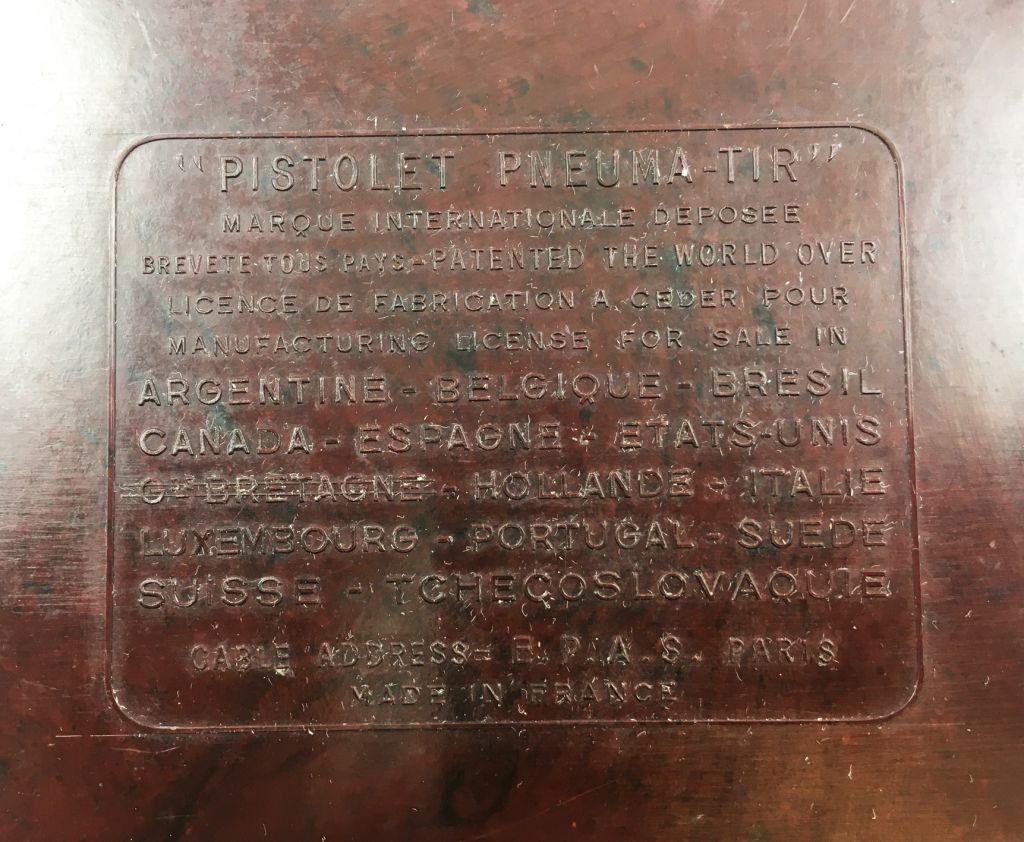 "PISTOLET PNEUMA-TIR"
MARQUE INTERNATIONALE DEPOSEE
BREVETE TOUS PAYS - PATENTED THE WORLD OVER
LICENCE DE FABRICATION A CEDER POUR
MANUFACTURING LICENSE FOR SALE IN
ARGENTINE - BELGIQUE - BRESIL
CANADA - ESPAGNE - ETATS-UNIS
GDE BRETAGNE - HOLLANDE - ITALIE
LUXEMBOURG - PORTUGAL - SUEDE
SUISSE - TCHECOSLOVAQUIE
CABLE ADDRESS= E.P.A.S. PARIS
MADE IN FRANCE